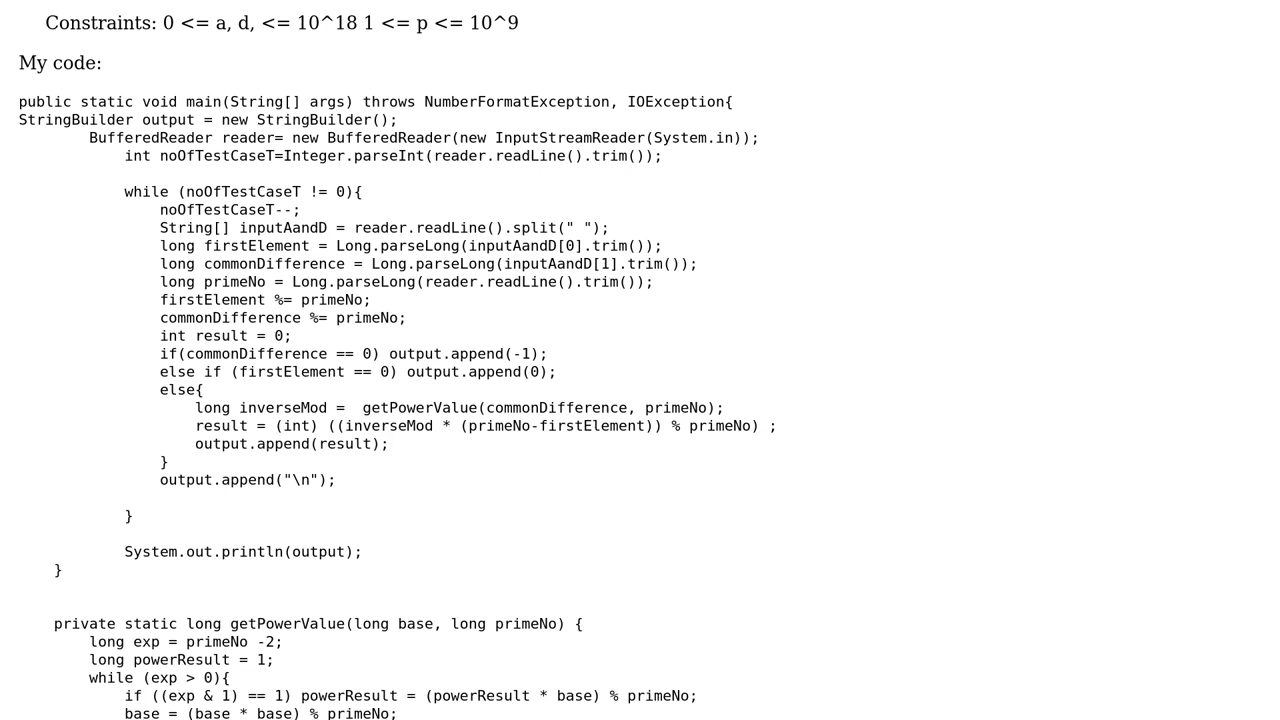 Constraints: 0 <= a, d, <= 10^18 1 <= p <= 10^9
My code:
public static void main(String[] args) throws NumberFormatException, IOException{
StringBuilder output = new StringBuilder();
        BufferedReader reader= new BufferedReader(new InputStreamReader(System.in));
            int noOfTestCaseT=Integer.parseInt(reader.readLine().trim());
            while (noOfTestCaseT != 0){
                noOfTestCaseT--;
                String[] inputAandD = reader.readLine().split(" ");
                long firstElement = Long.parseLong(inputAandD[0].trim());
                long commonDifference = Long.parseLong(inputAandD[1].trim());
                long primeNo = Long.parseLong(reader.readLine().trim());
                firstElement %= primeNo;
                commonDifference %= primeNo;
                int result = 0;
                if(commonDifference == 0) output.append(-1);
                else if (firstElement == 0) output.append(0);
                else{
                    long inverseMod =  getPowerValue(commonDifference, primeNo);
                    result = (int) ((inverseMod * (primeNo-firstElement)) % primeNo) ;
                    output.append(result);
                }
                output.append("\n");
            }
            System.out.println(output);
    }
    private static long getPowerValue(long base, long primeNo) {
        long exp = primeNo -2;
        long powerResult = 1;
        while (exp > 0){
            if ((exp & 1) == 1) powerResult = (powerResult * base) % primeNo;
            base = (base * base) % primeNo;